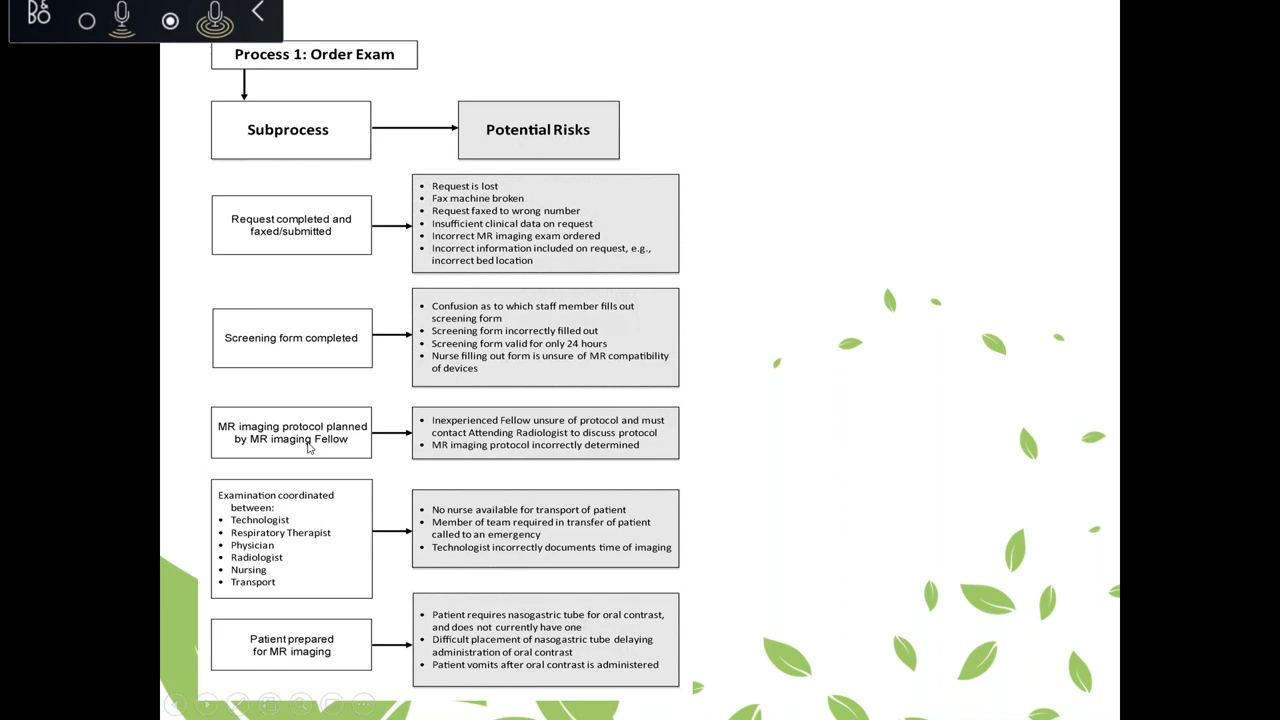 Process 1: Order Exam
Subprocess
Potential Risks
Request completed and
faxed/submitted
• Request is lost
• Fax machine broken
• Request faxed to wrong number
• Insufficient clinical data on request
• Incorrect MR imaging exam ordered
• Incorrect information included on request, e.g.,
incorrect bed location
Screening form completed
• Confusion as to which staff member fills out
screening form
• Screening form incorrectly filled out
• Screening form valid for only 24 hours
• Nurse filling out form is unsure of MR compatibility
of devices
MR imaging protocol planned
by MR imaging Fellow
• Inexperienced Fellow unsure of protocol and must
contact Attending Radiologist to discuss protocol
• MR imaging protocol incorrectly determined
Examination coordinated
between:
• Technologist
• Respiratory Therapist
• Physician
• Radiologist
• Nursing
• Transport
• No nurse available for transport of patient
• Member of team required in transfer of patient
called to an emergency
• Technologist incorrectly documents time of imaging
Patient prepared
for MR imaging
• Patient requires nasogastric tube for oral contrast,
and does not currently have one
• Difficult placement of nasogastric tube delaying
administration of oral contrast
• Patient vomits after oral contrast is administered